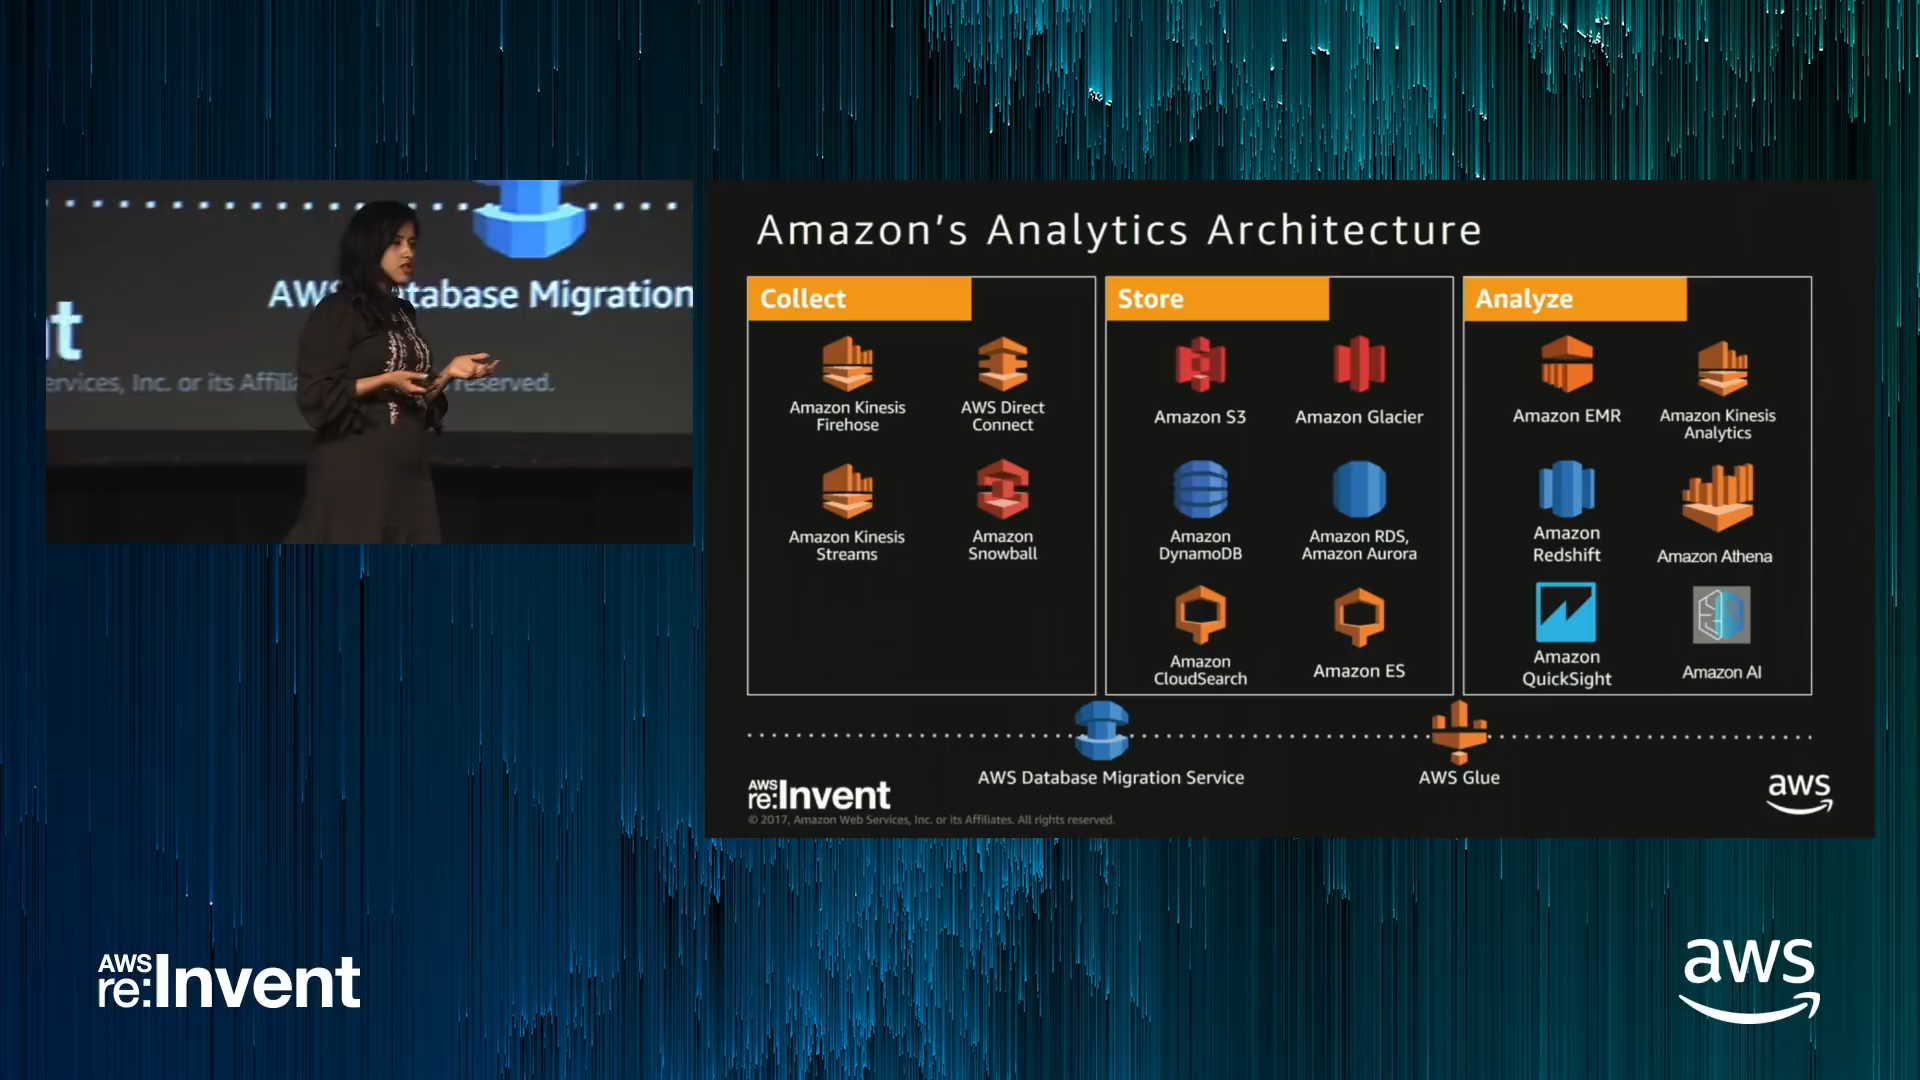 AWS Database Migration
nt
ervices, Inc. or its Affilia reserved.
Amazon's Analytics Architecture
Collect
Amazon Kinesis
Firehose
AWS Direct
Connect
Amazon Kinesis
Streams
Amazon
Snowball
Store
Amazon S3
Amazon Glacier
Amazon
DynamoDB
Amazon RDS,
Amazon Aurora
Amazon
CloudSearch
Amazon ES
Analyze
Amazon EMR
Amazon Kinesis
Analytics
Amazon
Redshift
Amazon Athena
Amazon
QuickSight
Amazon AI
AWS Database Migration Service
AWS Glue
AWS
re:Invent
© 2017, Amazon Web Services, Inc. or its Affiliates. All rights reserved.
aws
AWS
re:Invent
aws